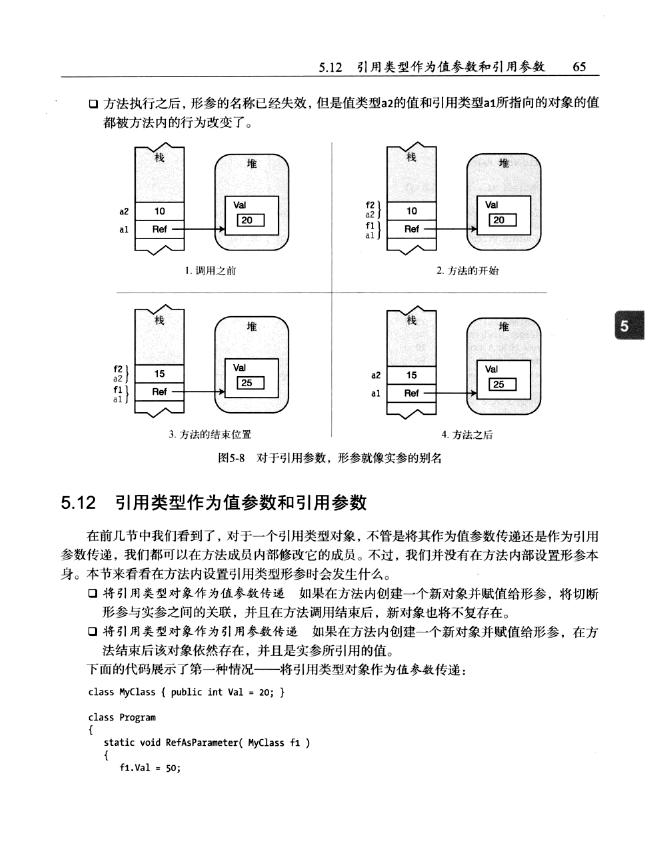 5.12 引用类型作为值参数和引用参数 65
❑ 方法执行之后，形参的名称已经失效，但是值类型a2的值和引用类型a1所指向的对象的值
都被方法内的行为改变了。
栈
堆
a2 10
a1 Ref
Val
20
1. 调用之前
栈
堆
f2
a2
10
f1
a1
Ref
Val
20
2. 方法的开始
栈
堆
f2
a2
15
f1
a1
Ref
Val
25
3. 方法的结束位置
栈
堆
a2 15
a1 Ref
Val
25
4. 方法之后
5
图5-8 对于引用参数，形参就像实参的别名
5.12 引用类型作为值参数和引用参数
在前几节中我们看到了，对于一个引用类型对象，不管是将其作为值参数传递还是作为引用
参数传递，我们都可以在方法成员内部修改它的成员。不过，我们并没有在方法内部设置形参本
身。本节来看看在方法内设置引用类型形参时会发生什么。
❑ 将引用类型对象作为值参数传递 如果在方法内创建一个新对象并赋值给形参，将切断
形参与实参之间的关联，并且在方法调用结束后，新对象也将不复存在。
❑ 将引用类型对象作为引用参数传递 如果在方法内创建一个新对象并赋值给形参，在方
法结束后该对象依然存在，并且是实参所引用的值。
下面的代码展示了第一种情况——将引用类型对象作为值参数传递：
class MyClass { public int Val = 20; }
class Program
{
static void RefAsParameter( MyClass f1 )
{
f1.Val = 50;